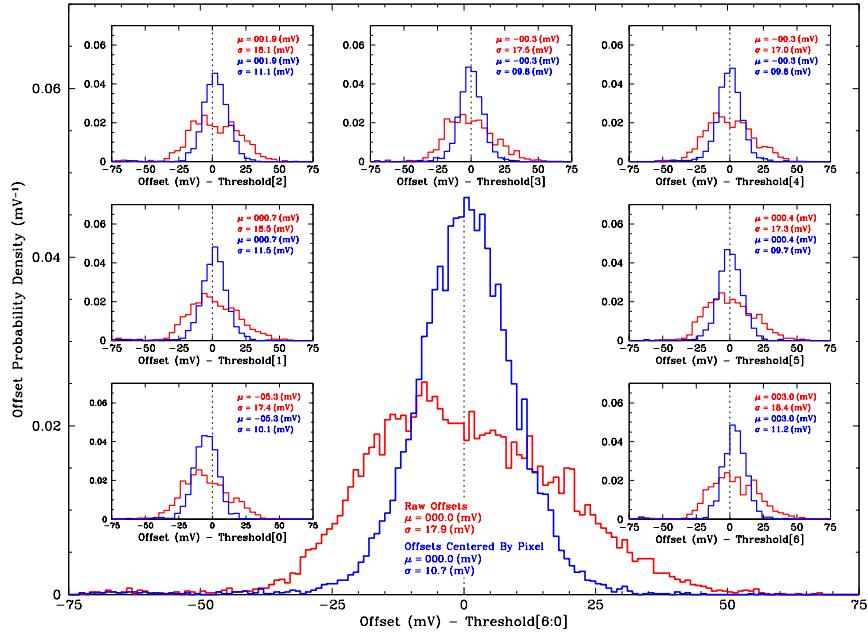 μ = 001.9 (mV)
σ = 18.1 (mV)
μ = 001.9 (mV)
σ = 11.1 (mV)
0.06
0.04
0.02
0
-75 -50 -25 0 25 50 75
Offset (mV) - Threshold[2]
μ = -00.3 (mV)
σ = 17.5 (mV)
μ = -00.3 (mV)
σ = 09.8 (mV)
0.06
0.04
0.02
0
-75 -50 -25 0 25 50 75
Offset (mV) - Threshold[3]
μ = -00.3 (mV)
σ = 17.0 (mV)
μ = -00.3 (mV)
σ = 09.8 (mV)
0.06
0.04
0.02
0
-75 -50 -25 0 25 50 75
Offset (mV) - Threshold[4]
μ = 000.7 (mV)
σ = 18.5 (mV)
μ = 000.7 (mV)
σ = 11.5 (mV)
0.06
0.04
0.02
0
-75 -50 -25 0 25 50 75
Offset (mV) - Threshold[1]
μ = 000.4 (mV)
σ = 17.3 (mV)
μ = 000.4 (mV)
σ = 09.7 (mV)
0.06
0.04
0.02
0
-75 -50 -25 0 25 50 75
Offset (mV) - Threshold[5]
μ = -05.3 (mV)
σ = 17.4 (mV)
μ = -05.3 (mV)
σ = 10.1 (mV)
0.06
0.04
0.02
0
-75 -50 -25 0 25 50 75
Offset (mV) - Threshold[0]
μ = 003.0 (mV)
σ = 18.4 (mV)
μ = 003.0 (mV)
σ = 11.2 (mV)
0.06
0.04
0.02
0
-75 -50 -25 0 25 50 75
Offset (mV) - Threshold[6]
Raw Offsets
μ = 000.0 (mV)
σ = 17.9 (mV)
Offsets Centered By Pixel
μ = 000.0 (mV)
σ = 10.7 (mV)
Offset Probability Density (mV⁻¹)
0.06
0.04
0.02
0
-75 -50 -25 0 25 50 75
Offset (mV) - Threshold[6:0]